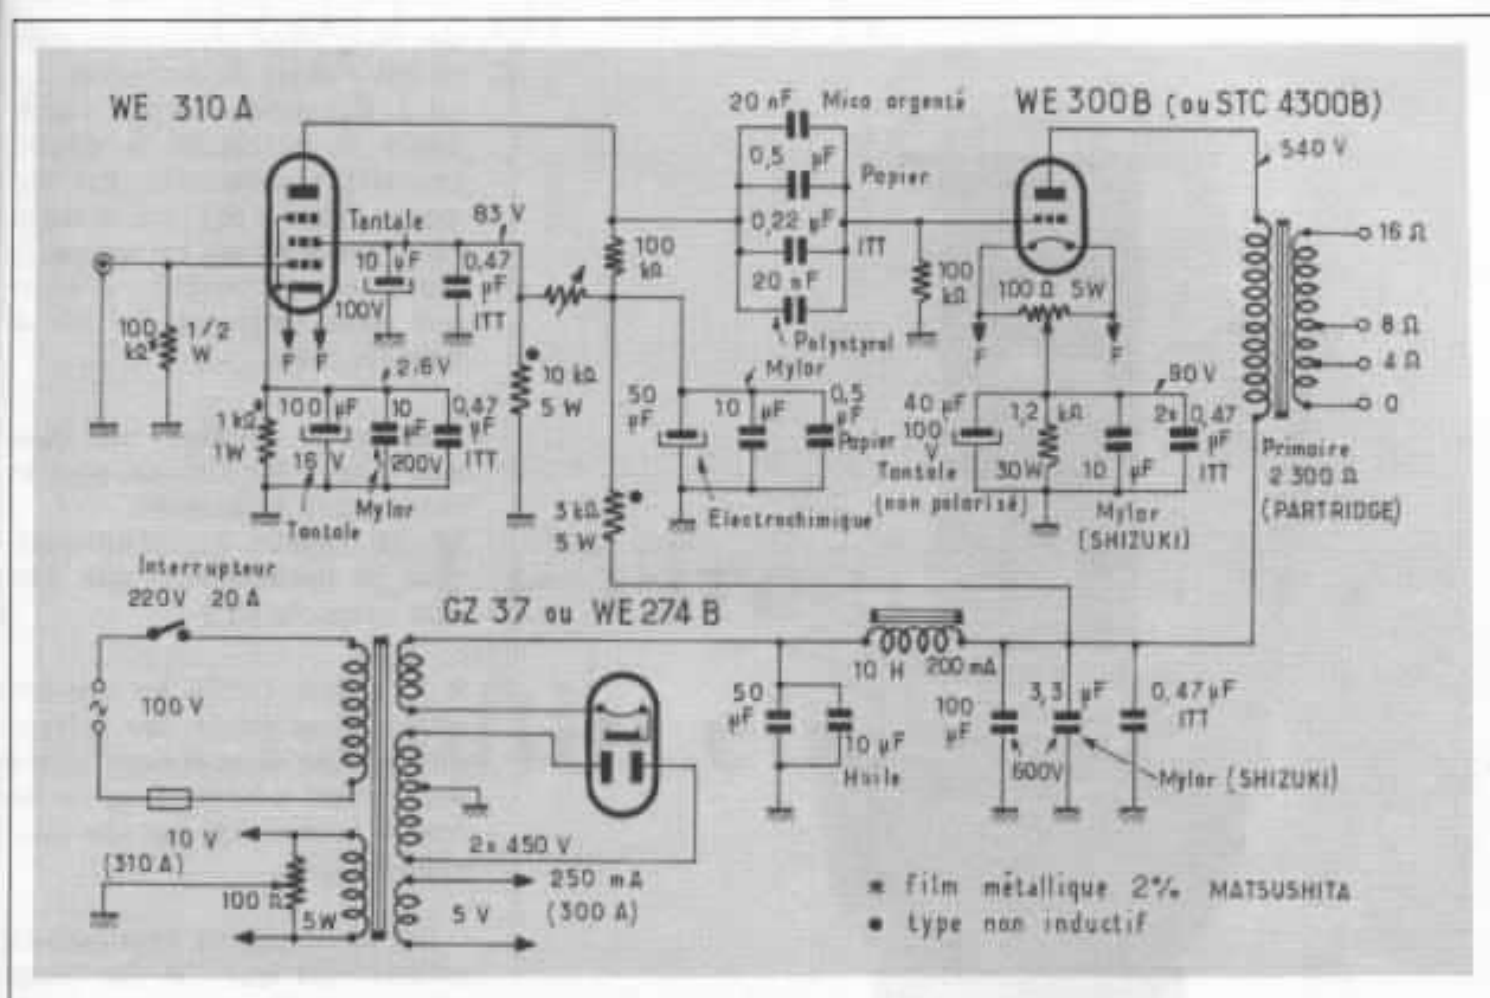 WE 310A
20 nF Mica argenté
WE 300B (ou STC 4300B)
540 V
0,5 µF
Papier
Tantale
83 V
0,22 µF
ITT
16 Ω
10 µF
0,47 µF ITT
100 kΩ
20 nF
100 kΩ
100 Ω 5W
100V
Polystyrol
8 Ω
100 kΩ*
1/2 W
F F
F F
4 Ω
2,6 V
Mylar
90 V
10 kΩ
5 W
0
1 kΩ*
1W
100 µF
16 V
10 µF
200V
0,47 µF
ITT
50 µF
10 µF
0,5 µF
Papier
40 µF
100 V
1,2 kΩ
30W
10 µF
2x 0,47 µF
ITT
Primaire
2 300 Ω
(PARTRIDGE)
Tantale
(non polarisé)
Tantale
Mylar
3 kΩ
5 W
Electrochimique
Mylar
(SHIZUKI)
Interrupteur
220V 20A
GZ 37 ou WE 274 B
10 H 200 mA
100 V
50 µF
10 µF
Huile
100 µF
3,3 µF
0,47 µF
ITT
600V
Mylar (SHIZUKI)
10 V
(310 A)
2x 450 V
250 mA
(300 A)
100 Ω
5W
5 V
* Film métallique 2% MATSUSHITA
• type non inductif